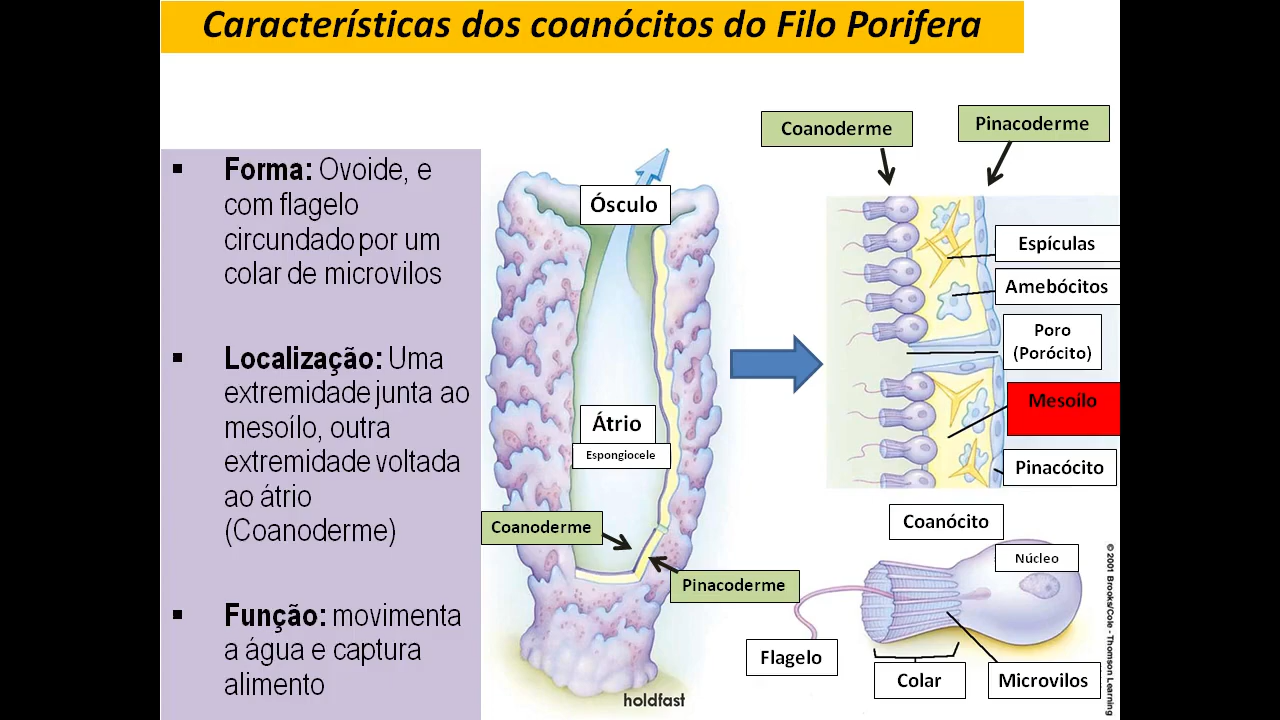 Características dos coanócitos do Filo Porifera
▪ Forma: Ovoide, e
com flagelo
circundado por um
colar de microvilos
▪ Localização: Uma
extremidade junta ao
mesoílo, outra
extremidade voltada
ao átrio
(Coanoderme)
▪ Função: movimenta
a água e captura
alimento
Ósculo
Átrio
Espongiocele
Coanoderme
Pinacoderme
holdfast
Coanoderme
Pinacoderme
Espículas
Amebócitos
Poro
(Porócito)
Mesoílo
Pinacócito
Coanócito
Núcleo
Flagelo
Colar
Microvilos
© 2001 Brooks/Cole - Thomson Learning